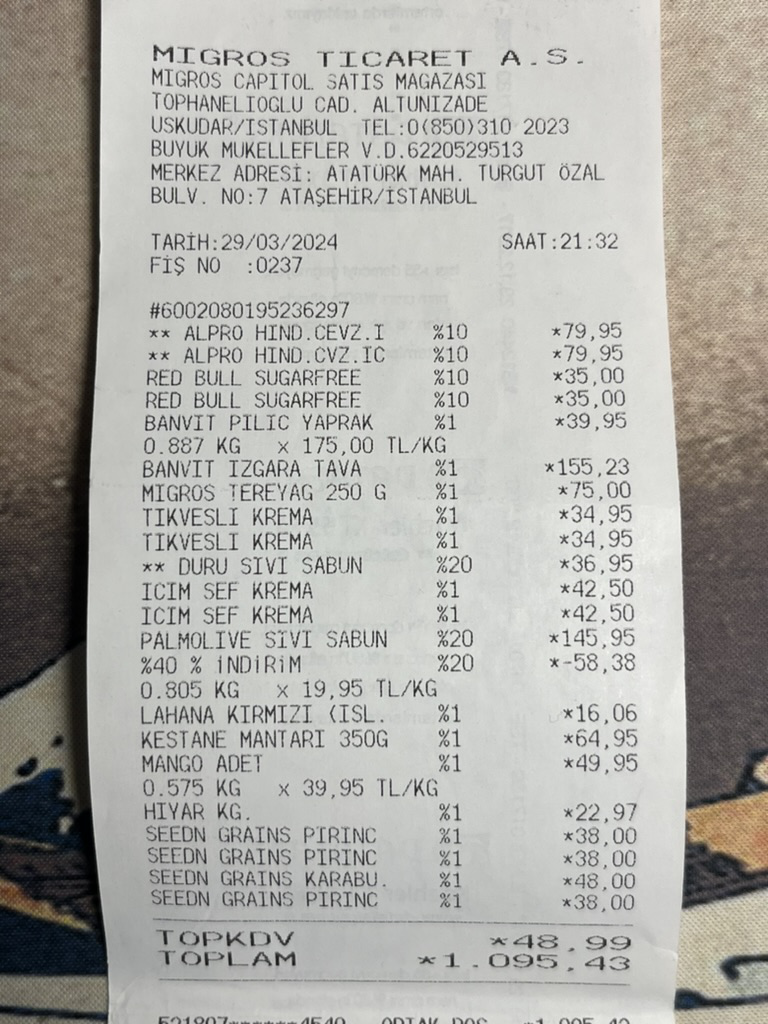 MIGROS TICARET A.S.
MIGROS CAPITOL SATIS MAGAZASI
TOPHANELIOGLU CAD. ALTUNIZADE
USKUDAR/ISTANBUL TEL:0(850)310 2023
BUYUK MUKELLEFLER V.D.6220529513
MERKEZ ADRESİ: ATATÜRK MAH. TURGUT ÖZAL
BULV. NO:7 ATAŞEHİR/İSTANBUL
TARİH:29/03/2024 SAAT:21:32
FİŞ NO :0237
#6002080195236297
** ALPRO HIND.CEVZ.I %10 *79,95
** ALPRO HIND.CVZ.IC %10 *79,95
RED BULL SUGARFREE %10 *35,00
RED BULL SUGARFREE %10 *35,00
BANVIT PILIC YAPRAK %1 *39,95
0.887 KG x 175,00 TL/KG
BANVIT IZGARA TAVA %1 *155,23
MIGROS TEREYAG 250 G %1 *75,00
TIKVESLI KREMA %1 *34,95
TIKVESLI KREMA %1 *34,95
** DURU SIVI SABUN %20 *36,95
ICIM SEF KREMA %1 *42,50
ICIM SEF KREMA %1 *42,50
PALMOLIVE SIVI SABUN %20 *145,95
%40 % İNDİRİM %20 *-58,38
0.805 KG x 19,95 TL/KG
LAHANA KIRMIZI (ISL. %1 *16,06
KESTANE MANTARI 350G %1 *64,95
MANGO ADET %1 *49,95
0.575 KG x 39,95 TL/KG
HIYAR KG. %1 *22,97
SEEDN GRAINS PIRINC %1 *38,00
SEEDN GRAINS PIRINC %1 *38,00
SEEDN GRAINS KARABU. %1 *48,00
SEEDN GRAINS PIRINC %1 *38,00
TOPKDV *48,99
TOPLAM *1.095,43